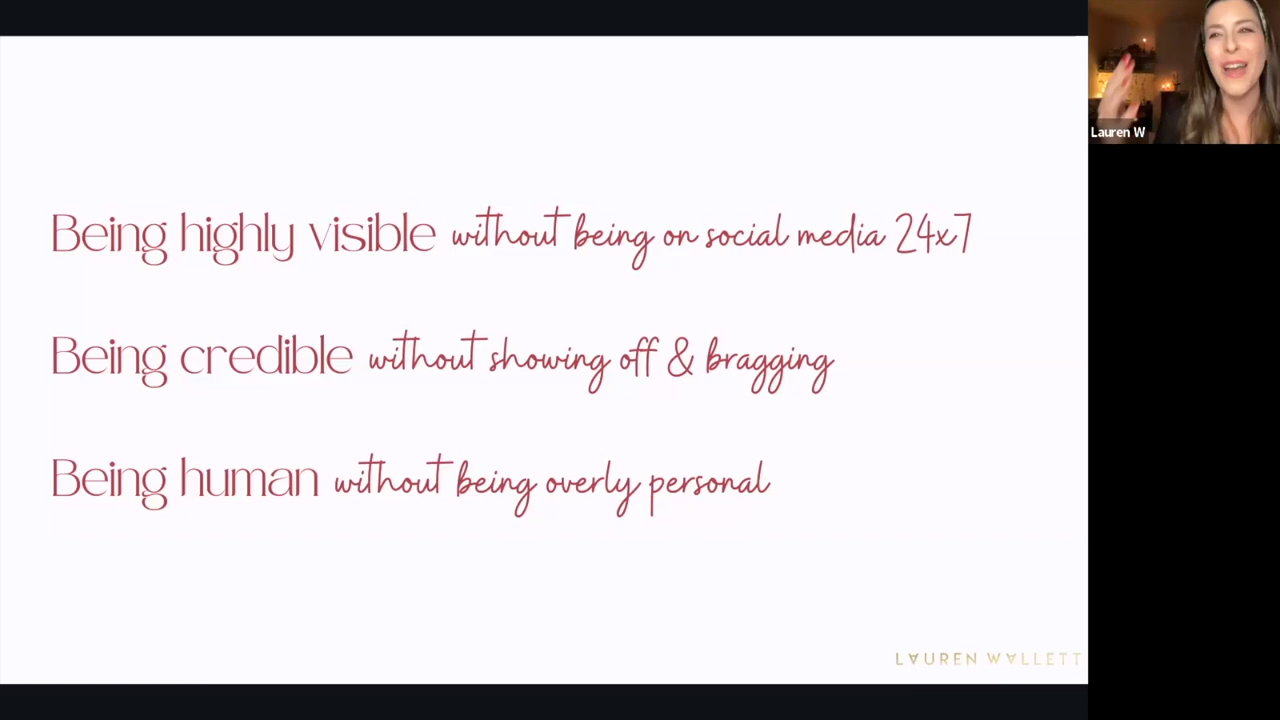 Being highly visible without being on social media 24x7
Being credible without showing off & bragging
Being human without being overly personal
LAUREN WALLETT
Lauren W